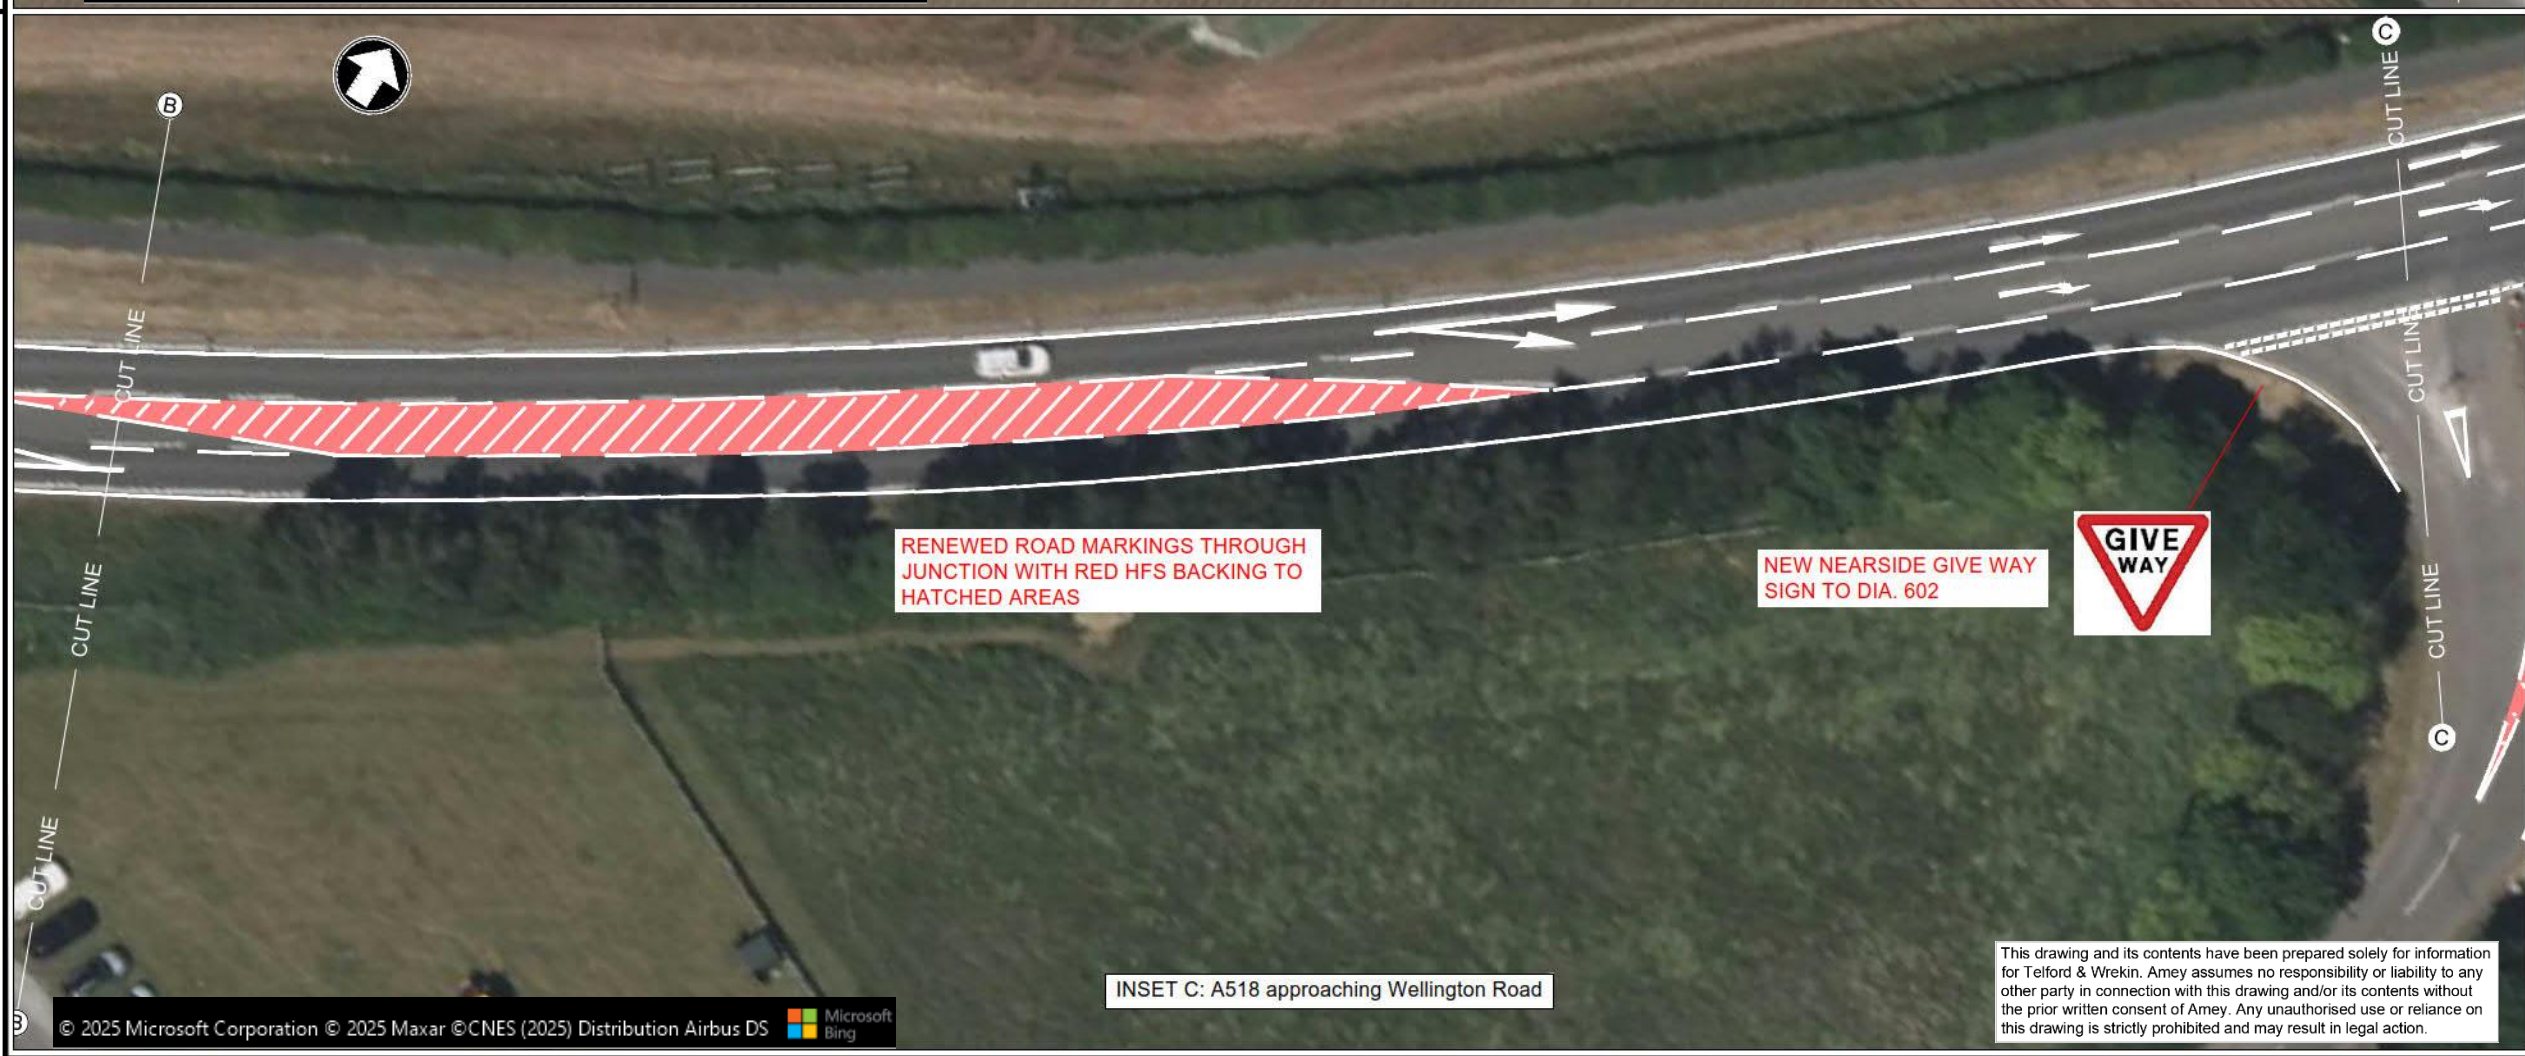 B
C
CUT LINE
CUT LINE
CUT LINE
CUT LINE
CUT LINE
CUT LINE
RENEWED ROAD MARKINGS THROUGH
JUNCTION WITH RED HFS BACKING TO
HATCHED AREAS
NEW NEARSIDE GIVE WAY
SIGN TO DIA. 602
GIVE
WAY
C
B
INSET C: A518 approaching Wellington Road
This drawing and its contents have been prepared solely for information
for Telford & Wrekin. Amey assumes no responsibility or liability to any
other party in connection with this drawing and/or its contents without
the prior written consent of Amey. Any unauthorised use or reliance on
this drawing is strictly prohibited and may result in legal action.
© 2025 Microsoft Corporation © 2025 Maxar ©CNES (2025) Distribution Airbus DS
Microsoft
Bing